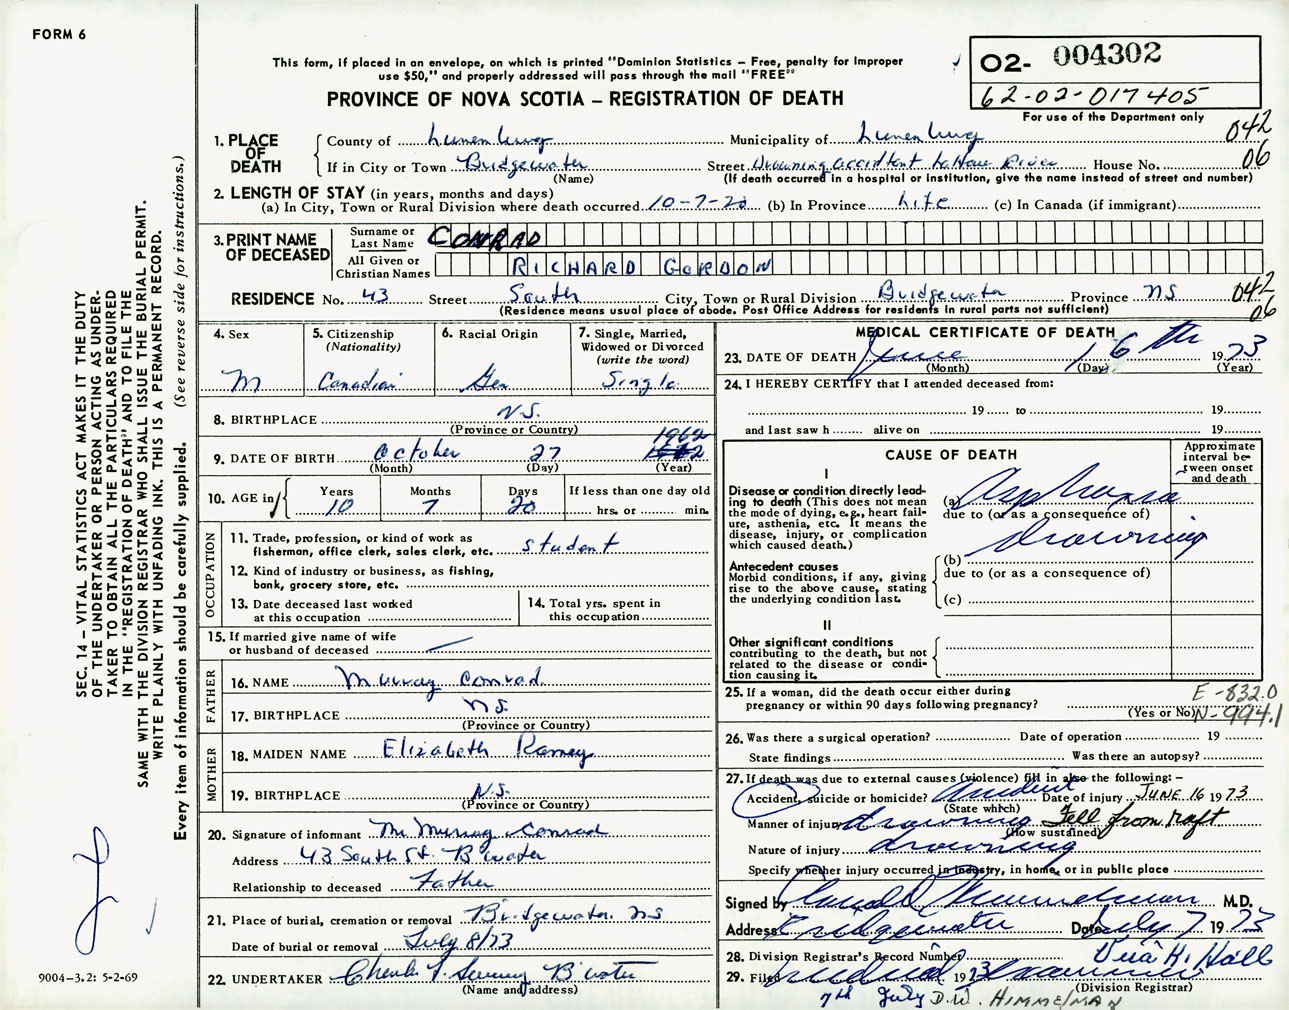 FORM 6
This form, if placed in an envelope, on which is printed "Dominion Statistics – Free, penalty for improper
use $50," and properly addressed will pass through the mail "FREE"
PROVINCE OF NOVA SCOTIA – REGISTRATION OF DEATH
02- 004302
62-02-017405
For use of the Department only
1. PLACE OF DEATH County of Lunenburg Municipality of Lunenburg 042
If in City or Town Bridgewater Street Drowning accident LaHave River House No. 06
(Name) (If death occurred in a hospital or institution, give the name instead of street and number)
2. LENGTH OF STAY (in years, months and days)
(a) In City, Town or Rural Division where death occurred 10-7-20 (b) In Province Life (c) In Canada (if immigrant)
3. PRINT NAME OF DECEASED
Surname or Last Name CONRAD
All Given or Christian Names RICHARD GORDON
RESIDENCE No. 43 Street South City, Town or Rural Division Bridgewater Province NS 042
(Residence means usual place of abode. Post Office Address for residents in rural parts not sufficient) 06
4. Sex M
5. Citizenship (Nationality) Canadian
6. Racial Origin Ger
7. Single, Married, Widowed or Divorced (write the word) Single
8. BIRTHPLACE N.S.
(Province or Country)
9. DATE OF BIRTH October 27 1962
(Month) (Day) (Year)
10. AGE in Years 10 Months 7 Days 20 If less than one day old
hrs. or min.
OCCUPATION
11. Trade, profession, or kind of work as
fisherman, office clerk, sales clerk, etc. Student
12. Kind of industry or business, as fishing,
bank, grocery store, etc.
13. Date deceased last worked
at this occupation
14. Total yrs. spent in
this occupation
15. If married give name of wife
or husband of deceased —
FATHER
16. NAME Murray Conrad
17. BIRTHPLACE NS.
(Province or Country)
MOTHER
18. MAIDEN NAME Elizabeth Ramey
19. BIRTHPLACE N.S.
(Province or Country)
20. Signature of informant Mr Murray Conrad
Address 43 South St. B'water
Relationship to deceased Father
21. Place of burial, cremation or removal Bridgewater NS
Date of burial or removal July 8/73
22. UNDERTAKER B'water
(Name and address)
MEDICAL CERTIFICATE OF DEATH
23. DATE OF DEATH June 16th 1973
(Month) (Day) (Year)
24. I HEREBY CERTIFY that I attended deceased from:
19 to 19
and last saw h alive on 19
CAUSE OF DEATH
Approximate interval between onset and death
I
Disease or condition directly leading to death (This does not mean the mode of dying, e.g., heart failure, asthenia, etc. It means the disease, injury, or complication which caused death.)
(a) Asphyxia
due to (or as a consequence of)
Antecedent causes
Morbid conditions, if any, giving rise to the above cause, stating the underlying condition last.
(b) Drowning
due to (or as a consequence of)
(c)
II
Other significant conditions
contributing to the death, but not related to the disease or condition causing it.
25. If a woman, did the death occur either during
pregnancy or within 90 days following pregnancy?
(Yes or No)
E-832.0
N-994.1
26. Was there a surgical operation? Date of operation 19
State findings Was there an autopsy?
27. If death was due to external causes (violence) fill in also the following:–
Accident, suicide or homicide? Accident Date of injury JUNE 16 1973
(State which)
Manner of injury drowning Fell from raft
(How sustained)
Nature of injury drowning
Specify whether injury occurred in industry, in home, or in public place
Signed by M.D.
Address Bridgewater Date July 7 1973
28. Division Registrar's Record Number
29. Filed 1973
(Division Registrar)
7th July D.W. HIMMELMAN
SEC. 14 – VITAL STATISTICS ACT MAKES IT THE DUTY
OF THE UNDERTAKER OR PERSON ACTING AS UNDER-
TAKER TO OBTAIN ALL THE PARTICULARS REQUIRED
IN THE "REGISTRATION OF DEATH" AND TO FILE THE
SAME WITH THE DIVISION REGISTRAR WHO SHALL ISSUE THE BURIAL PERMIT.
WRITE PLAINLY WITH UNFADING INK. THIS IS A PERMANENT RECORD.
Every item of information should be carefully supplied. (See reverse side for instructions.)
9004-3.2: 5-2-69